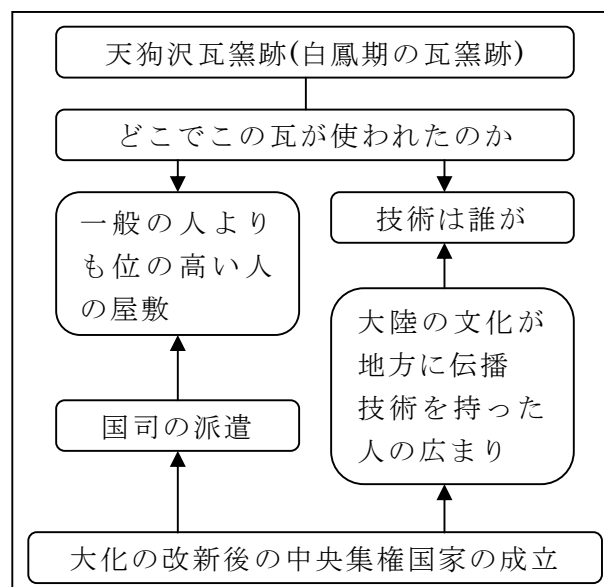 天狗沢瓦窯跡(白鳳期の瓦窯跡)
どこでこの瓦が使われたのか
一般の人より
も位の高い人
の屋敷
技術は誰が
大陸の文化が
地方に伝播
技術を持った
人の広まり
国司の派遣
大化の改新後の中央集権国家の成立